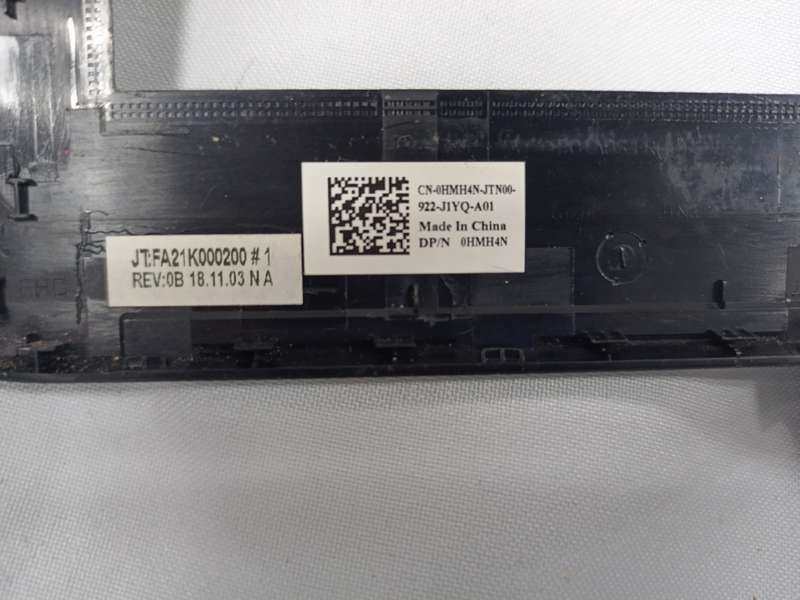 CN-0HMH4N-JTN00-
922-J1YQ-A01
Made In China
DP/N 0HMH4N
JT:FA21K000200 # 1
REV:0B 18.11.03 N A